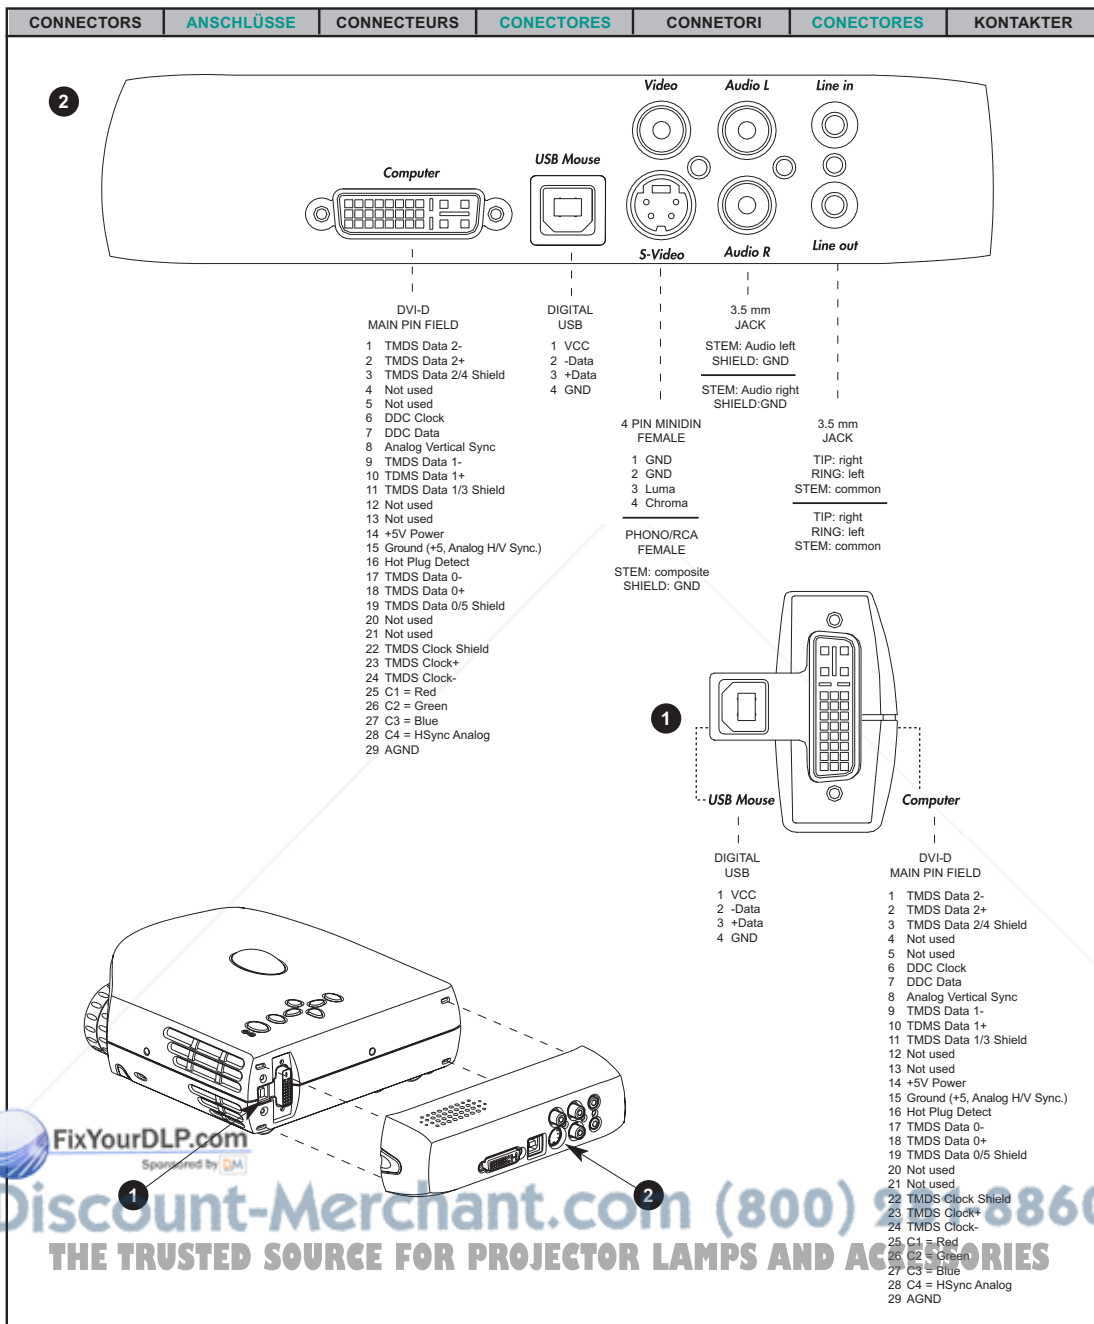 CONNECTORS ANSCHLÜSSE CONNECTEURS CONECTORES CONNETORI CONECTORES KONTAKTER
2
Video Audio L Line in
Computer
USB Mouse
S-Video Audio R Line out
DVI-D
MAIN PIN FIELD
1 TMDS Data 2-
2 TMDS Data 2+
3 TMDS Data 2/4 Shield
4 Not used
5 Not used
6 DDC Clock
7 DDC Data
8 Analog Vertical Sync
9 TMDS Data 1-
10 TDMS Data 1+
11 TMDS Data 1/3 Shield
12 Not used
13 Not used
14 +5V Power
15 Ground (+5, Analog H/V Sync.)
16 Hot Plug Detect
17 TMDS Data 0-
18 TMDS Data 0+
19 TMDS Data 0/5 Shield
20 Not used
21 Not used
22 TMDS Clock Shield
23 TMDS Clock+
24 TMDS Clock-
25 C1 = Red
26 C2 = Green
27 C3 = Blue
28 C4 = HSync Analog
29 AGND
DIGITAL
USB
1 VCC
2 -Data
3 +Data
4 GND
4 PIN MINIDIN
FEMALE
1 GND
2 GND
3 Luma
4 Chroma
PHONO/RCA
FEMALE
STEM: composite
SHIELD: GND
3.5 mm
JACK
STEM: Audio left
SHIELD: GND
STEM: Audio right
SHIELD:GND
3.5 mm
JACK
TIP: right
RING: left
STEM: common
TIP: right
RING: left
STEM: common
1
USB Mouse
Computer
DIGITAL
USB
1 VCC
2 -Data
3 +Data
4 GND
DVI-D
MAIN PIN FIELD
1 TMDS Data 2-
2 TMDS Data 2+
3 TMDS Data 2/4 Shield
4 Not used
5 Not used
6 DDC Clock
7 DDC Data
8 Analog Vertical Sync
9 TMDS Data 1-
10 TDMS Data 1+
11 TMDS Data 1/3 Shield
12 Not used
13 Not used
14 +5V Power
15 Ground (+5, Analog H/V Sync.)
16 Hot Plug Detect
17 TMDS Data 0-
18 TMDS Data 0+
19 TMDS Data 0/5 Shield
20 Not used
21 Not used
22 TMDS Clock Shield
23 TMDS Clock+
24 TMDS Clock-
25 C1 = Red
26 C2 = Green
27 C3 = Blue
28 C4 = HSync Analog
29 AGND
1
2
FixYourDLP.com
Sponsored by DM
Discount-Merchant.com (800) -8860
THE TRUSTED SOURCE FOR PROJECTOR LAMPS AND ACCESSORIES